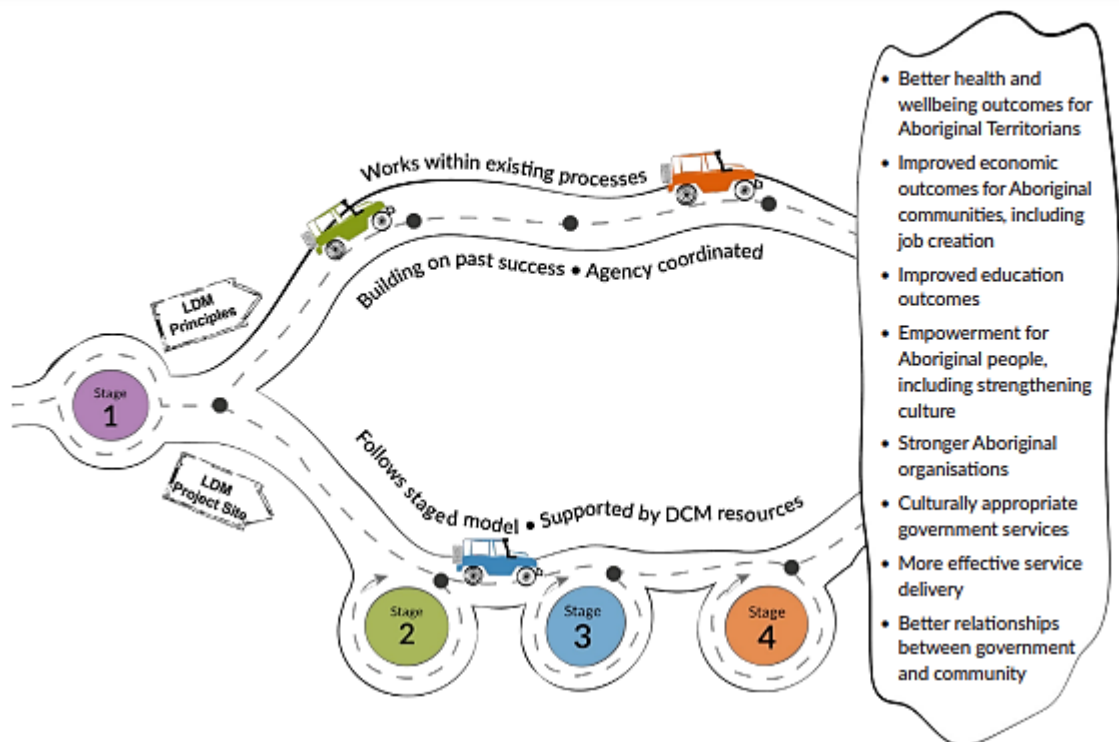 Works within existing processes
Building on past success • Agency coordinated
LDM
Principles
Stage
1
LDM
Project Site
Follows staged model • Supported by DCM resources
Stage
2
Stage
3
Stage
4
• Better health and
wellbeing outcomes for
Aboriginal Territorians
• Improved economic
outcomes for Aboriginal
communities, including
job creation
• Improved education
outcomes
• Empowerment for
Aboriginal people,
including strengthening
culture
• Stronger Aboriginal
organisations
• Culturally appropriate
government services
• More effective service
delivery
• Better relationships
between government
and community